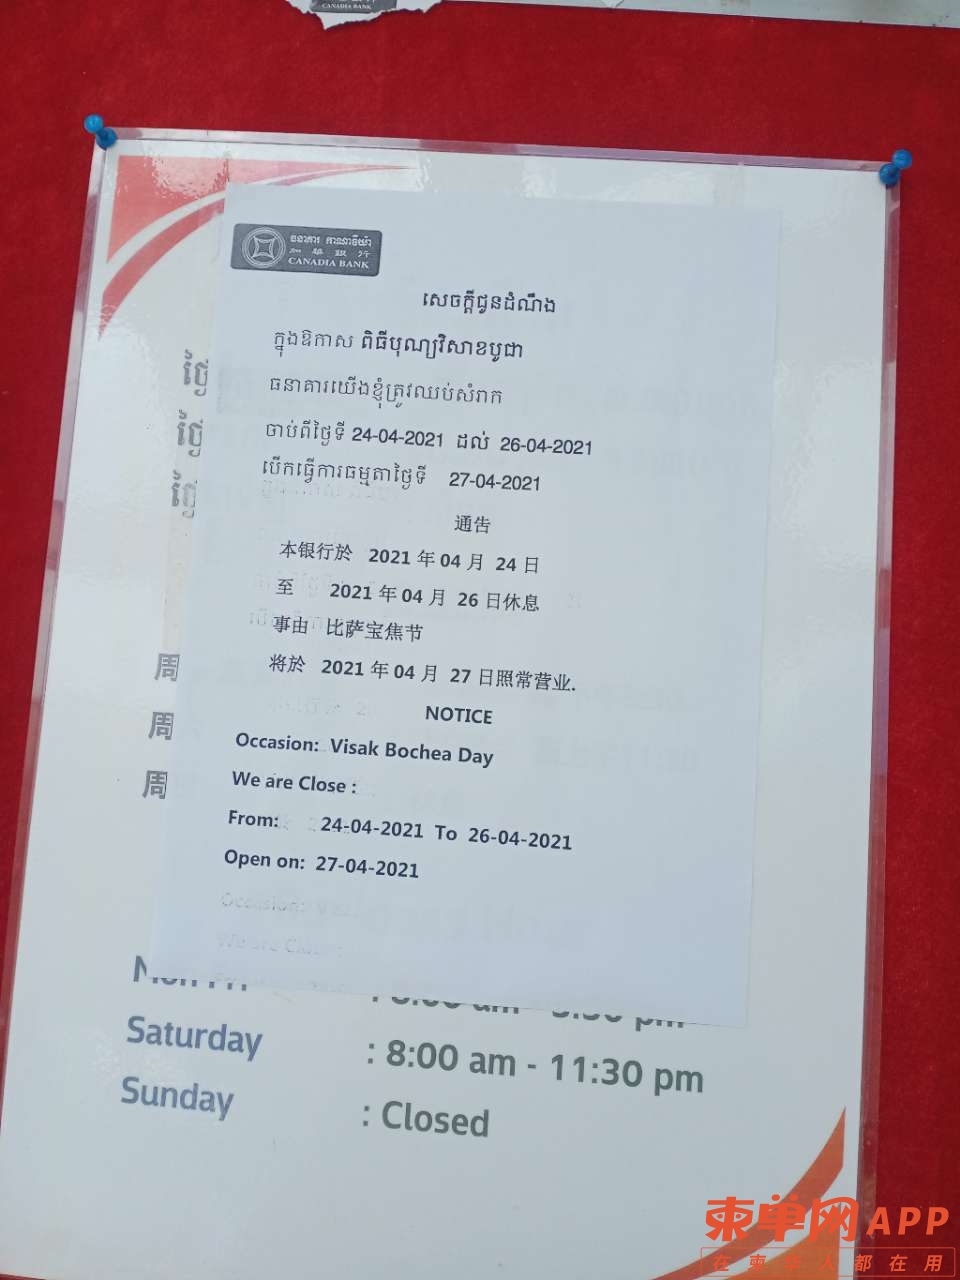 CANADIA BANK
ធនាគារ កាណាឌីយ៉ា
CANADIA BANK
សេចក្តីជូនដំណឹង
ក្នុងឱកាស ពិធីបុណ្យវិសាខបូជា
ធនាគារយើងខ្ញុំត្រូវឈប់សំរាក
ចាប់ពីថ្ងៃទី 24-04-2021 ដល់ 26-04-2021
បើកធ្វើការធម្មតាថ្ងៃទី 27-04-2021
通告
本银行於 2021 年 04 月 24 日
至 2021 年 04 月 26 日休息
事由 比萨宝焦节
将於 2021 年 04 月 27 日照常营业.
NOTICE
Occasion: Visak Bochea Day
We are Close :
From: 24-04-2021 To 26-04-2021
Open on: 27-04-2021
周
周
周
Saturday : 8:00 am - 11:30 pm
Sunday : Closed
柬单网APP
在柬 人都在用